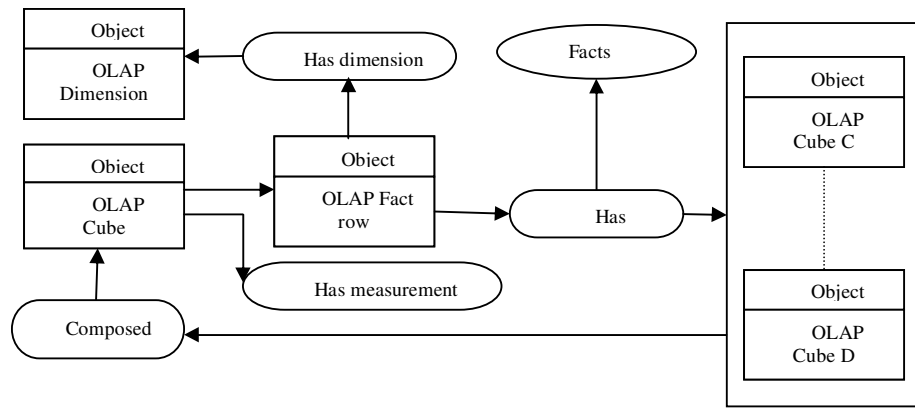 Object
OLAP
Dimension
Has dimension
Facts
Object
OLAP
Cube C
Object
OLAP
Cube
Object
OLAP Fact
row
Has
Has measurement
Composed
Object
OLAP
Cube D